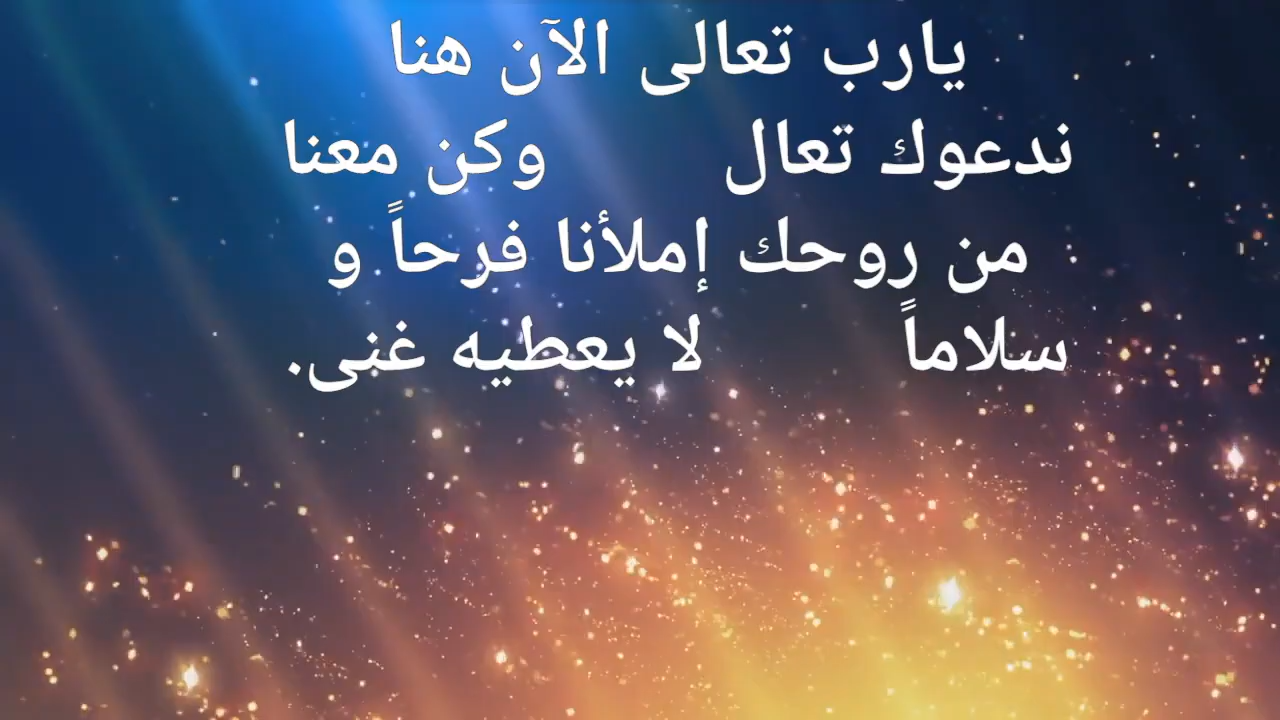 يارب تعالى الآن هنا
ندعوك تعال وكن معنا
من روحك إملأنا فرحاً و
سلاماً لا يعطيه غنى.